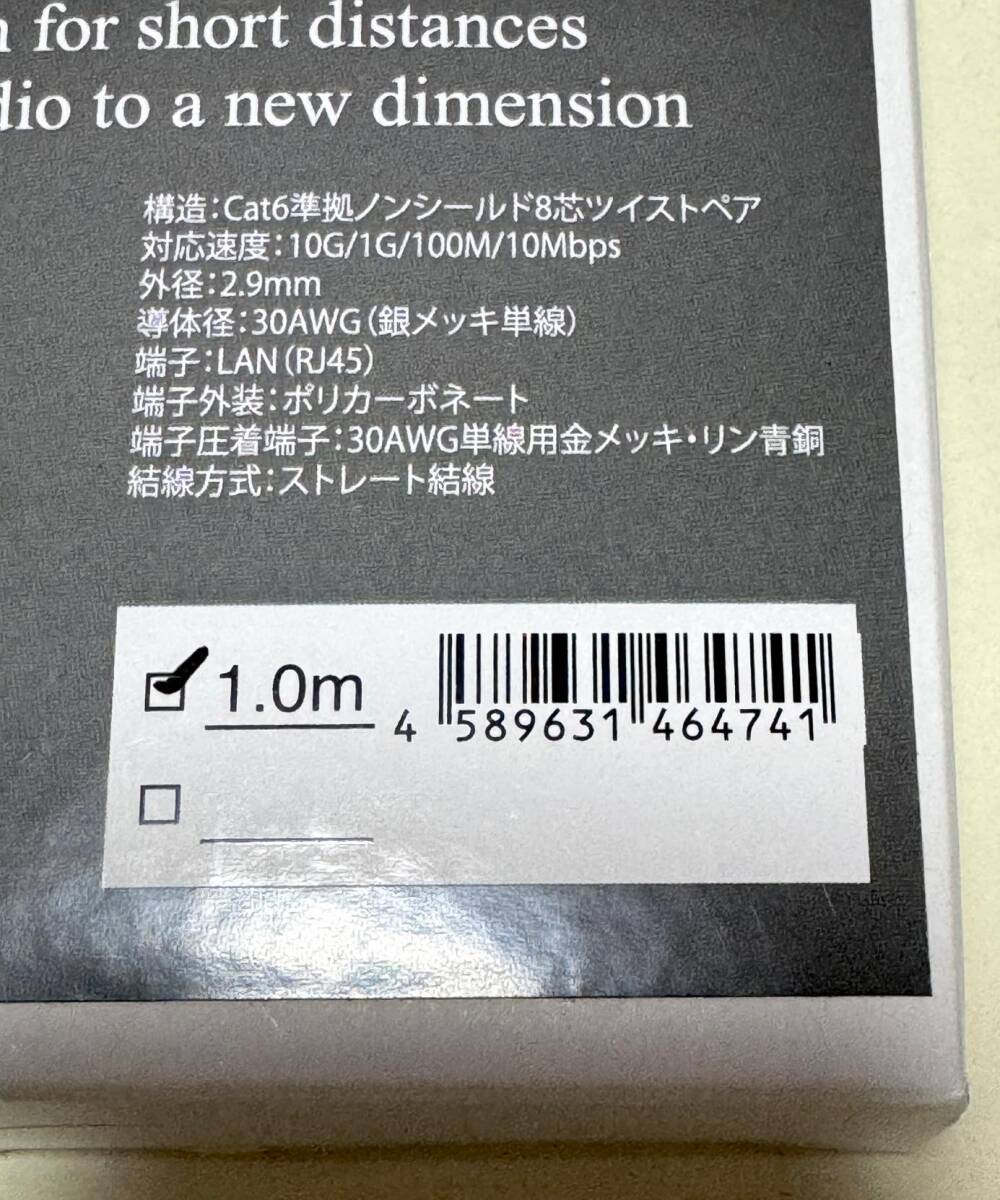 for short distances
to a new dimension
構造:Cat6準拠ノンシールド8芯ツイストペア
対応速度:10G/1G/100M/10Mbps
外径:2.9mm
導体径:30AWG(銀メッキ単線)
端子:LAN(RJ45)
端子外装:ポリカーボネート
端子圧着端子:30AWG単線用金メッキ・リン青銅
結線方式:ストレート結線
1.0m
4 589631 464741